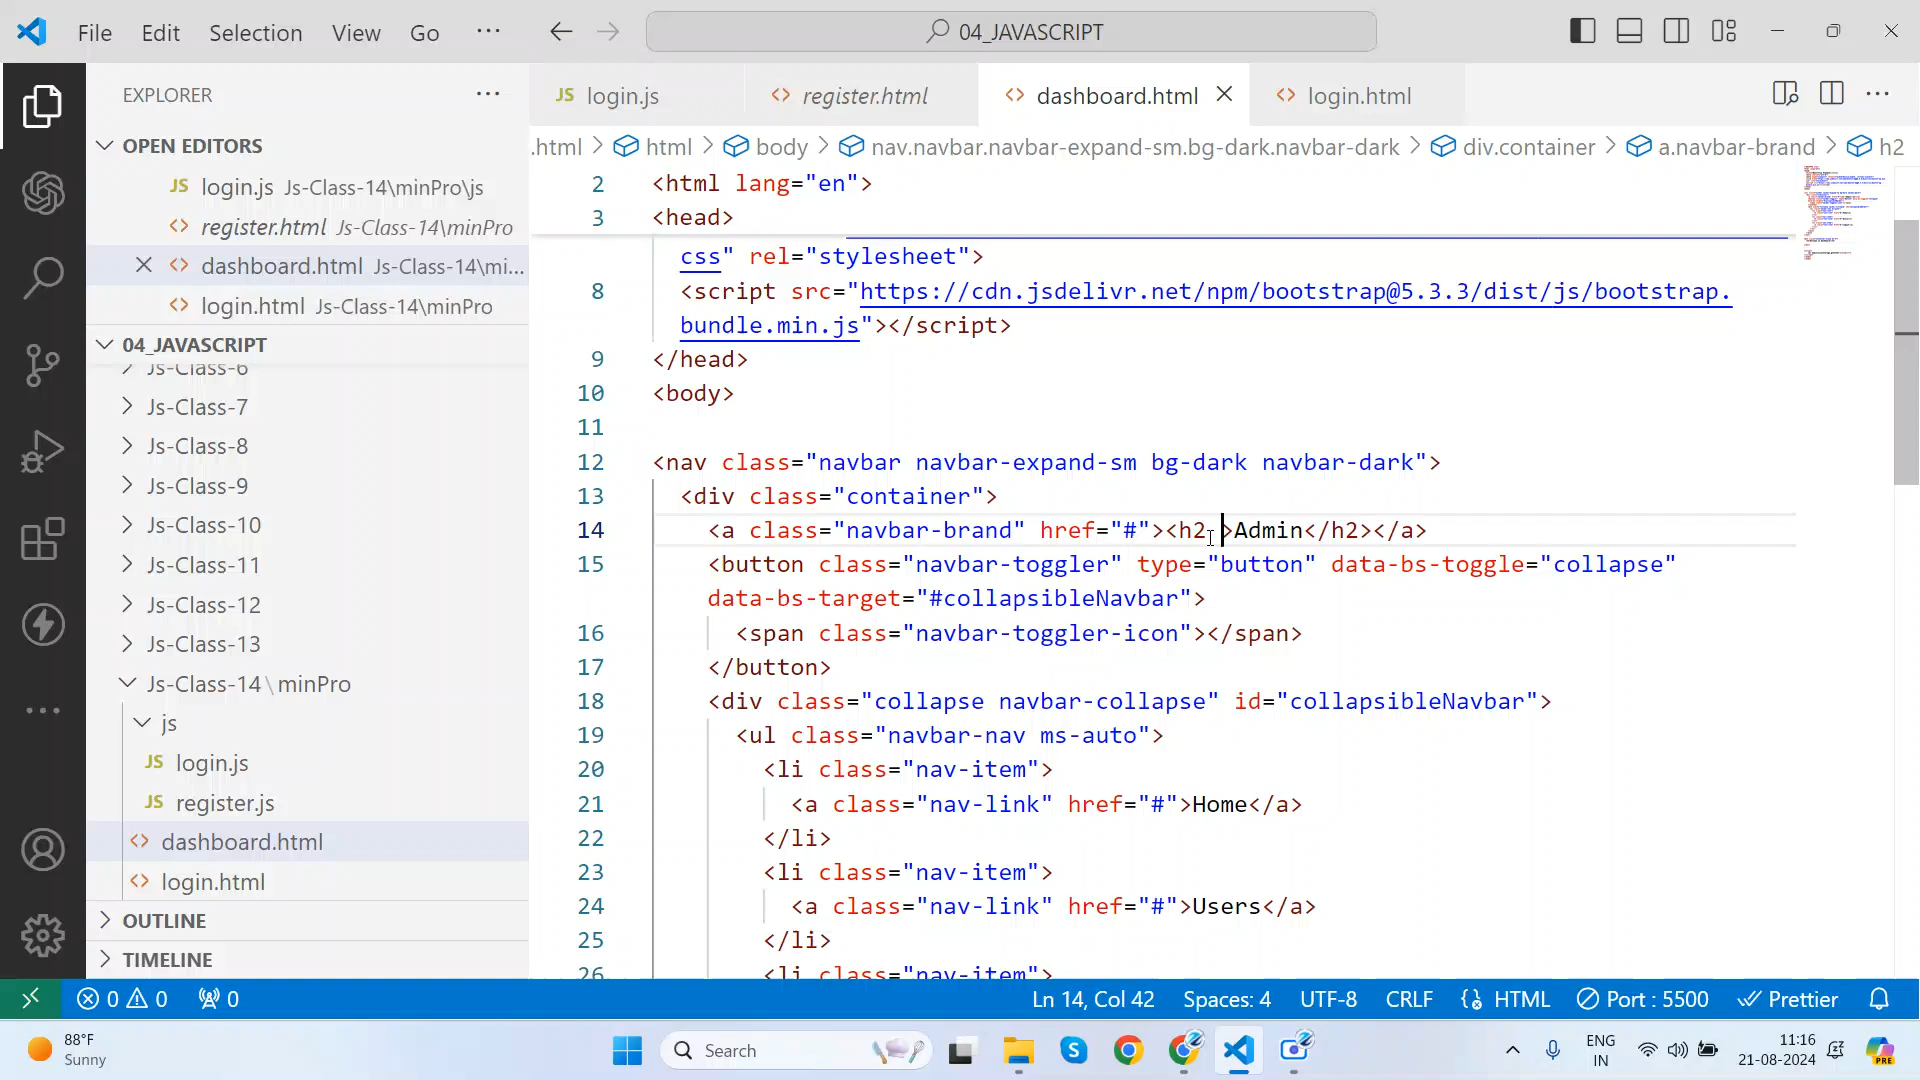 File Edit Selection View Go ···
04_JAVASCRIPT
EXPLORER ···
OPEN EDITORS
JS login.js Js-Class-14\minPro\js
<> register.html Js-Class-14\minPro
<> dashboard.html Js-Class-14\mi...
<> login.html Js-Class-14\minPro
04_JAVASCRIPT
Js-Class-6
Js-Class-7
Js-Class-8
Js-Class-9
Js-Class-10
Js-Class-11
Js-Class-12
Js-Class-13
Js-Class-14\minPro
js
JS login.js
JS register.js
<> dashboard.html
<> login.html
OUTLINE
TIMELINE
JS login.js <> register.html <> dashboard.html <> login.html
.html > html > body > nav.navbar.navbar-expand-sm.bg-dark.navbar-dark > div.container > a.navbar-brand > h2
2 <html lang="en">
3 <head>
css" rel="stylesheet">
8 <script src="https://cdn.jsdelivr.net/npm/bootstrap@5.3.3/dist/js/bootstrap.
bundle.min.js"></script>
9 </head>
10 <body>
11
12 <nav class="navbar navbar-expand-sm bg-dark navbar-dark">
13 <div class="container">
14 <a class="navbar-brand" href="#"><h2 >Admin</h2></a>
15 <button class="navbar-toggler" type="button" data-bs-toggle="collapse"
data-bs-target="#collapsibleNavbar">
16 <span class="navbar-toggler-icon"></span>
17 </button>
18 <div class="collapse navbar-collapse" id="collapsibleNavbar">
19 <ul class="navbar-nav ms-auto">
20 <li class="nav-item">
21 <a class="nav-link" href="#">Home</a>
22 </li>
23 <li class="nav-item">
24 <a class="nav-link" href="#">Users</a>
25 </li>
26 <li class="nav-item">
0 0 0 Ln 14, Col 42 Spaces: 4 UTF-8 CRLF HTML Port : 5500 Prettier
88°F
Sunny
Search
ENG
IN
11:16
21-08-2024
PRE